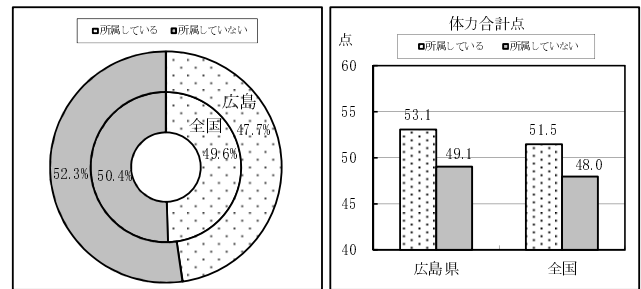 □所属している ■所属していない
広島
47.7%
全国
49.6%
52.3%
50.4%
体力合計点
点
□所属している ■所属していない
60
55
50
45
40
53.1
49.1
51.5
48.0
広島県
全国